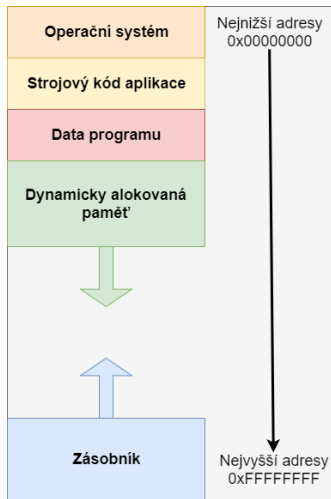 Operační systém
Nejnižší adresy
0x00000000
Strojový kód aplikace
Data programu
Dynamicky alokovaná
paměť
Zásobník
Nejvyšší adresy
0xFFFFFFFF